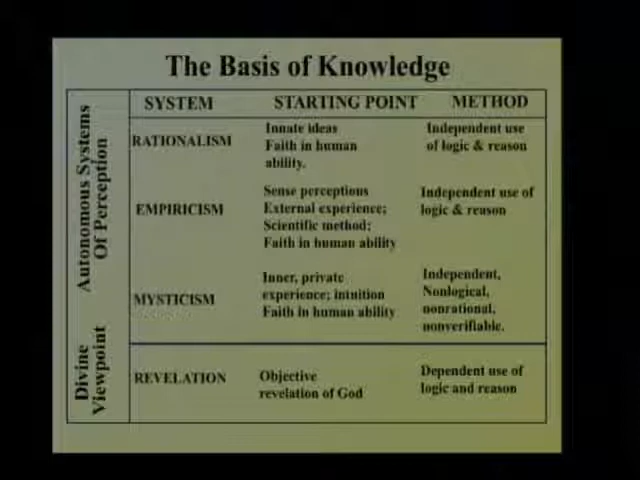 The Basis of Knowledge
SYSTEM STARTING POINT METHOD
Autonomous Systems
Of Perception
RATIONALISM
Innate ideas
Faith in human
ability.
Independent use
of logic & reason
EMPIRICISM
Sense perceptions
External experience;
Scientific method;
Faith in human ability
Independent use of
logic & reason
MYSTICISM
Inner, private
experience; intuition
Faith in human ability
Independent,
Nonlogical,
nonrational,
nonverifiable.
Divine
Viewpoint
REVELATION
Objective
revelation of God
Dependent use of
logic and reason